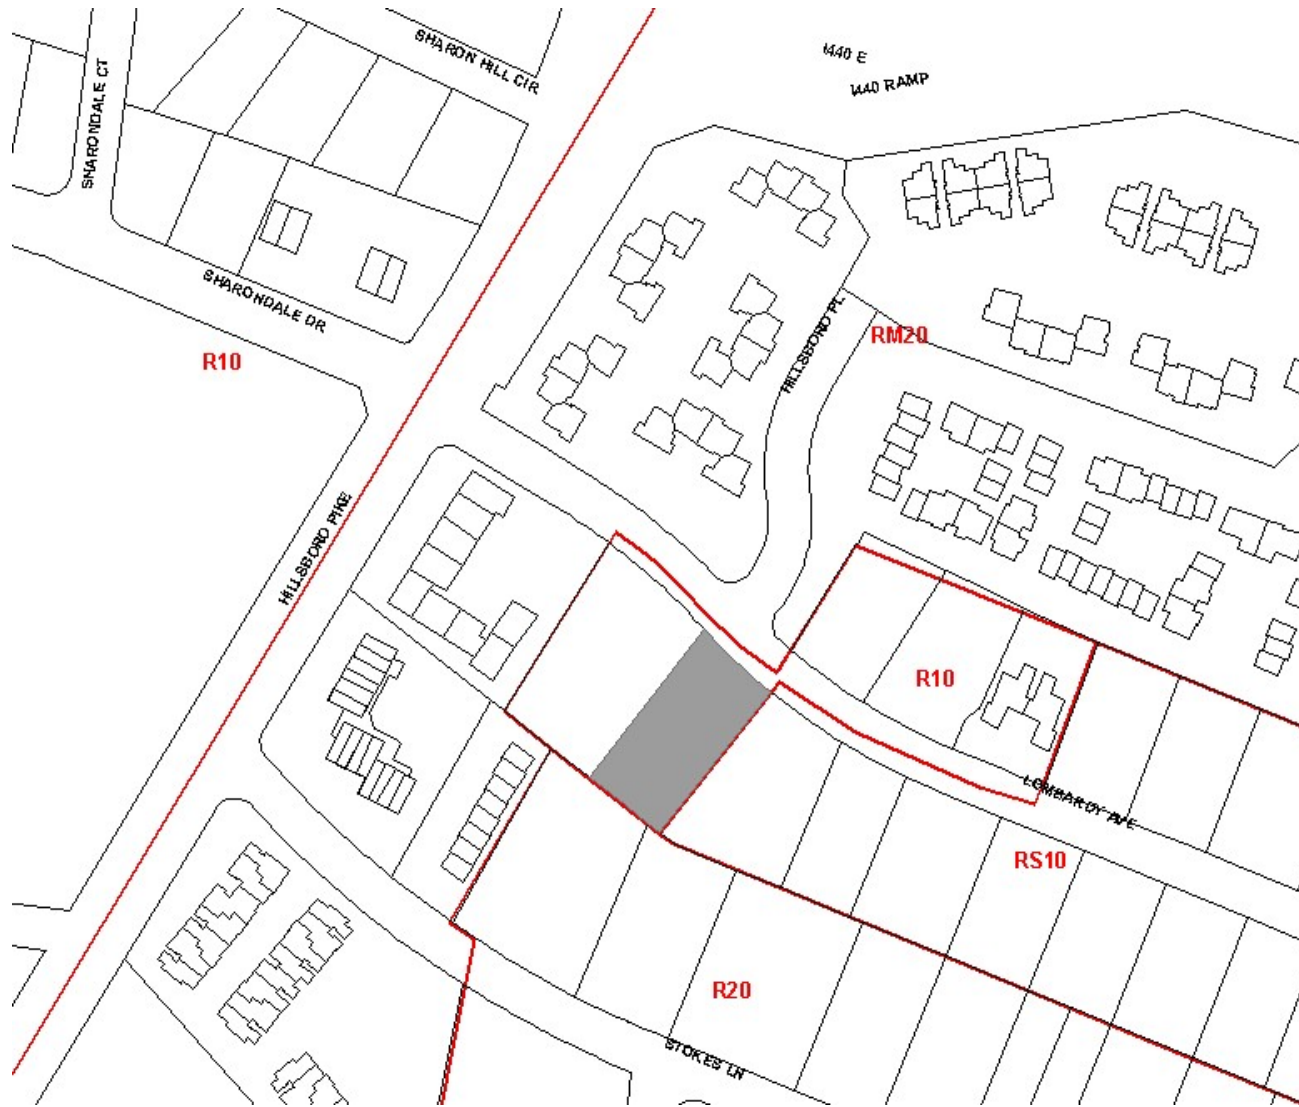 SHARON HILL CIR
I440 E
I440 RAMP
SHARONDALE CT
SHARONDALE DR
R10
HILLSBORO PL
RM20
HILLSBORO PIKE
R10
LOMBARDY AVE
RS10
R20
STOKES LN